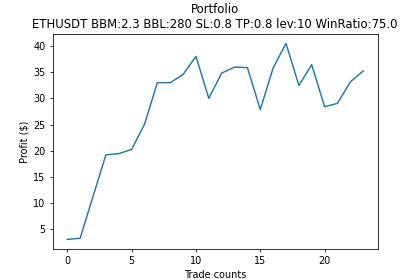 Portfolio
ETHUSDT BBM:2.3 BBL:280 SL:0.8 TP:0.8 lev:10 WinRatio:75.0
40
35
30
25
20
15
10
5
Profit ($)
0 5 10 15 20
Trade counts